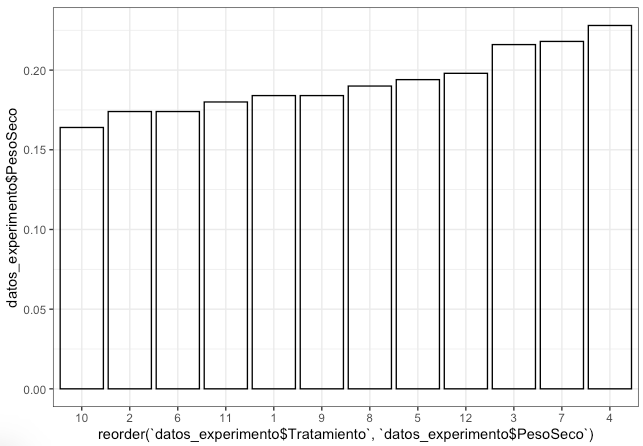 datos_experimento$PesoSeco
0.20
0.15
0.10
0.05
0.00
10 2 6 11 1 9 8 5 12 3 7 4
reorder(`datos_experimento$Tratamiento`, `datos_experimento$PesoSeco`)